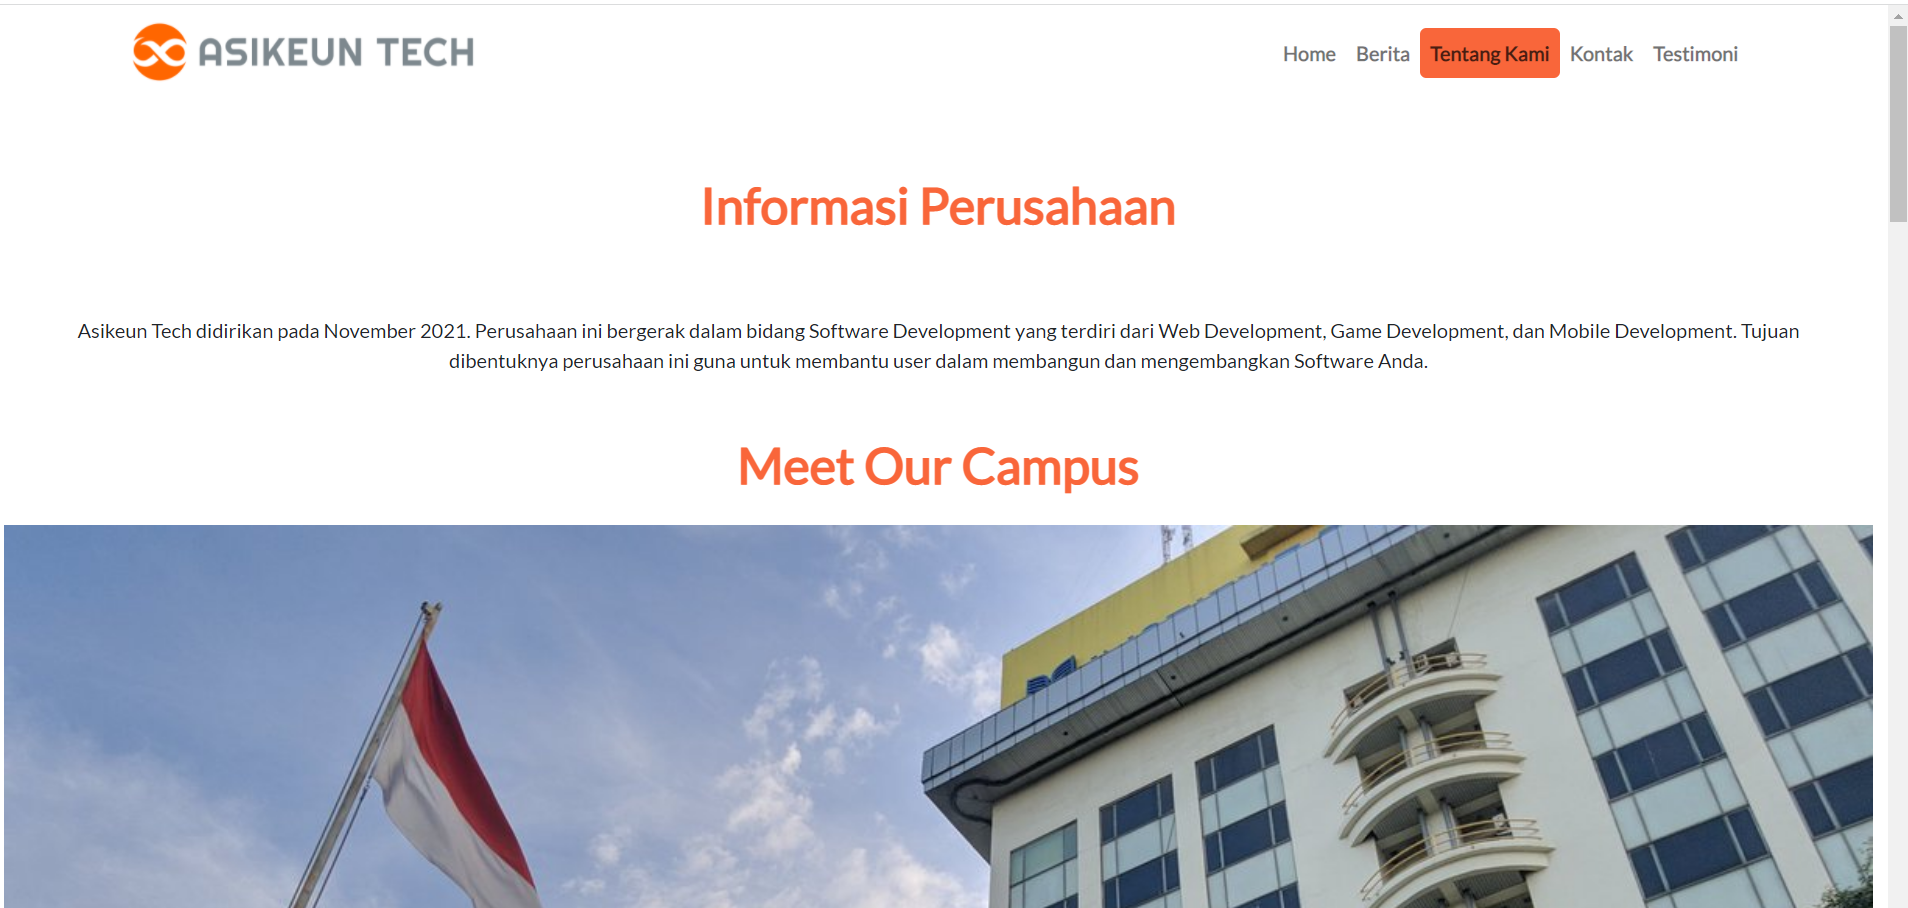 ASIKEUN TECH
Home Berita Tentang Kami Kontak Testimoni
Informasi Perusahaan
Asikeun Tech didirikan pada November 2021. Perusahaan ini bergerak dalam bidang Software Development yang terdiri dari Web Development, Game Development, dan Mobile Development. Tujuan
dibentuknya perusahaan ini guna untuk membantu user dalam membangun dan mengembangkan Software Anda.
Meet Our Campus